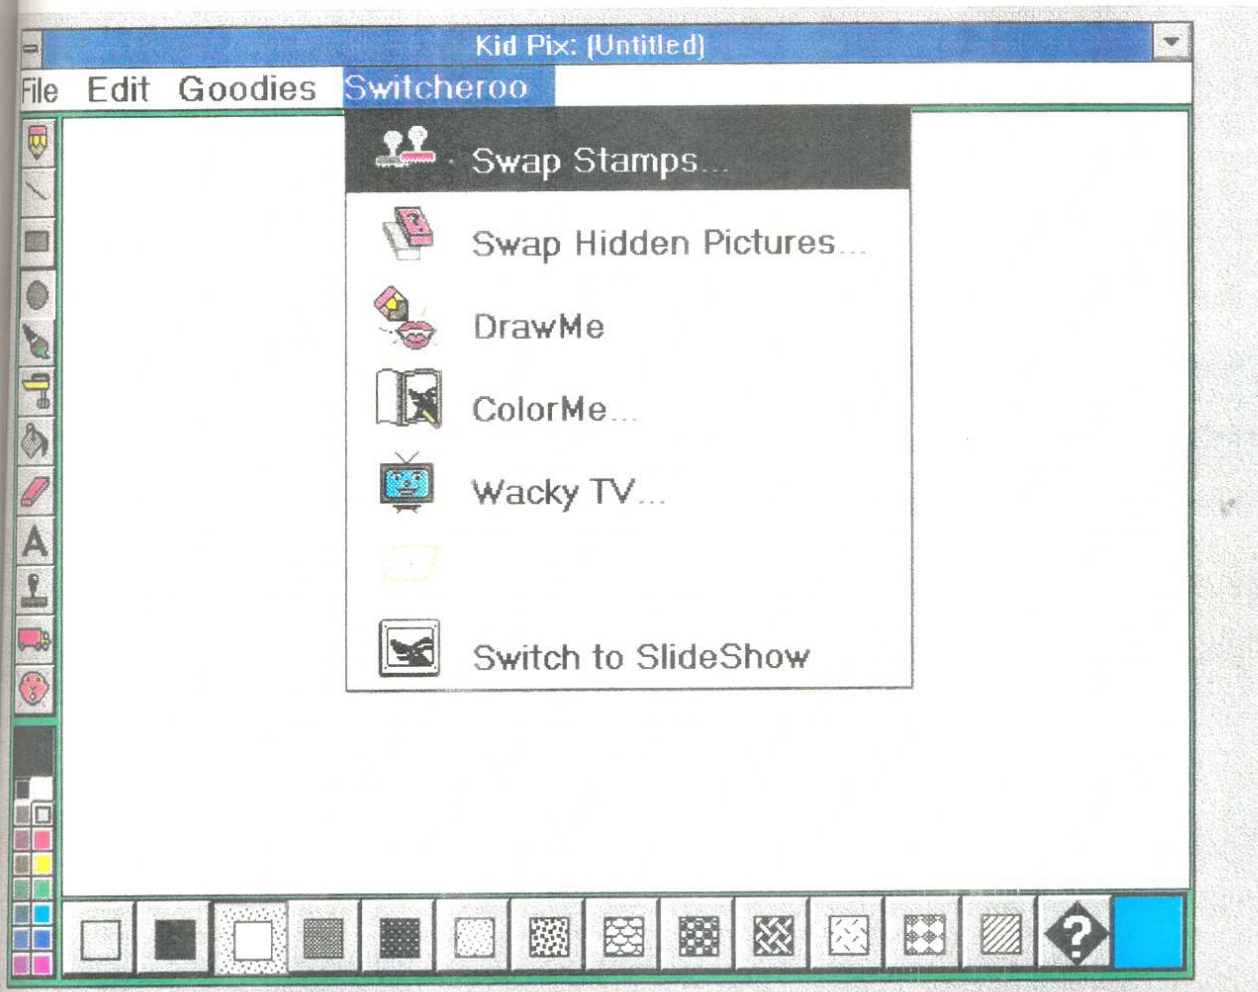 Kid Pix: (Untitled)
File Edit Goodies Switcheroo
Swap Stamps...
Swap Hidden Pictures...
DrawMe
ColorMe...
Wacky TV...
Switch to SlideShow
A
?